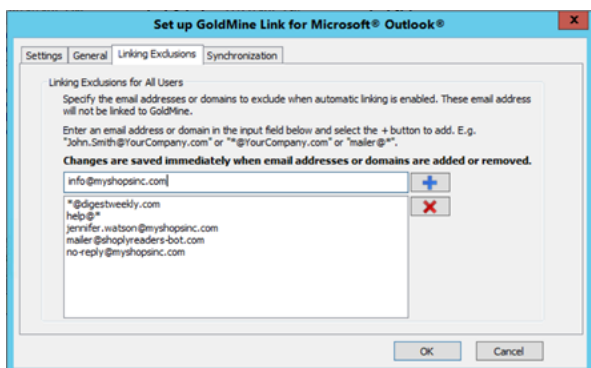 Set up GoldMine Link for Microsoft® Outlook®
x
Settings General Linking Exclusions Synchronization
Linking Exclusions for All Users
Specify the email addresses or domains to exclude when automatic linking is enabled. These email address
will not be linked to GoldMine.
Enter an email address or domain in the input field below and select the + button to add. E.g.
"John.Smith@YourCompany.com" or "*@YourCompany.com" or "mailer@*".
Changes are saved immediately when email addresses or domains are added or removed.
info@myshopsinc.com
*@digestweekly.com
help@*
jennifer.watson@myshopsinc.com
mailer@shoplyreaders-bot.com
no-reply@myshopsinc.com
OK Cancel